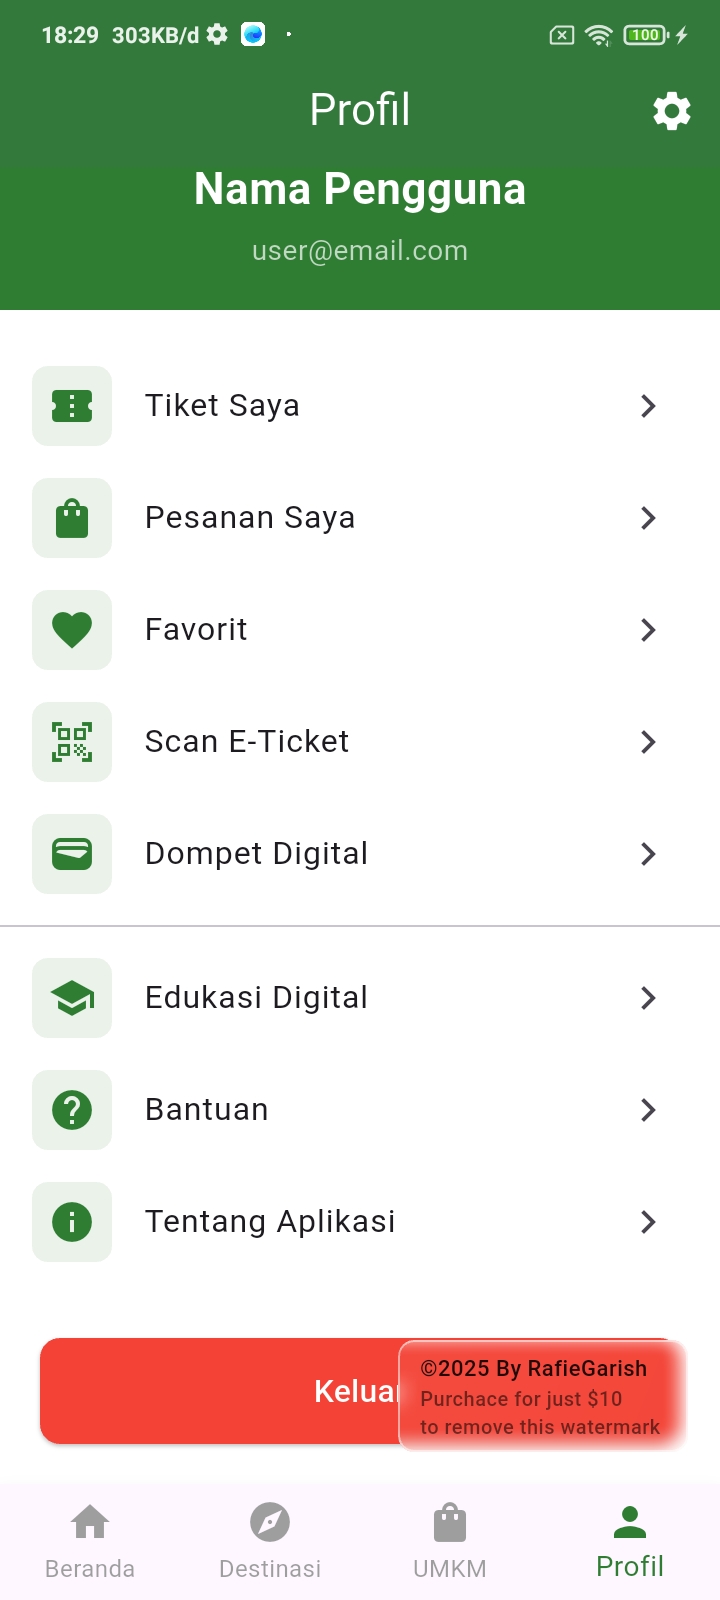 18:29 303KB/d
100
Profil
Nama Pengguna
user@email.com
Tiket Saya
Pesanan Saya
Favorit
Scan E-Ticket
Dompet Digital
Edukasi Digital
Bantuan
Tentang Aplikasi
Keluar
©2025 By RafieGarish
Purchace for just $10
to remove this watermark
Beranda
Destinasi
UMKM
Profil